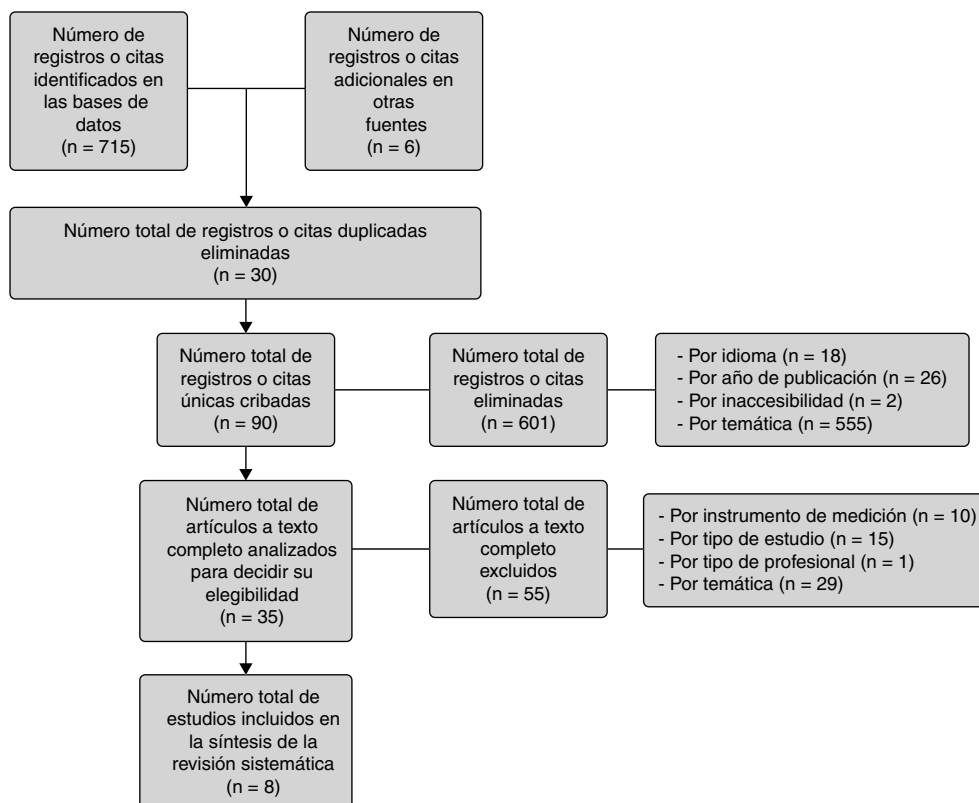 Número de
registros o citas
identificados en
las bases de
datos
(n = 715)
Número de
registros o citas
adicionales en
otras
fuentes
(n = 6)
Número total de registros o citas duplicadas
eliminadas
(n = 30)
Número total de
registros o citas
únicas cribadas
(n = 90)
Número total de
registros o citas
eliminadas
(n = 601)
- Por idioma (n = 18)
- Por año de publicación (n = 26)
- Por inaccesibilidad (n = 2)
- Por temática (n = 555)
Número total de
artículos a texto
completo analizados
para decidir su
elegibilidad
(n = 35)
Número total de
artículos a texto
completo
excluidos
(n = 55)
- Por instrumento de medición (n = 10)
- Por tipo de estudio (n = 15)
- Por tipo de profesional (n = 1)
- Por temática (n = 29)
Número total de
estudios incluidos en
la síntesis de la
revisión sistemática
(n = 8)